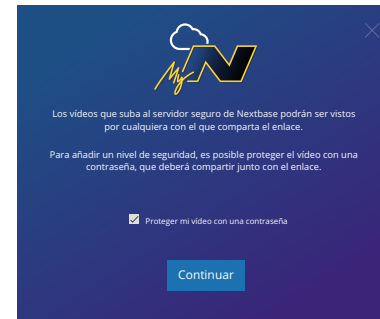 My N
Los vídeos que suba al servidor seguro de Nextbase podrán ser vistos
por cualquiera con el que comparta el enlace.
Para añadir un nivel de seguridad, es posible proteger el vídeo con una
contraseña, que deberá compartir junto con el enlace.
Proteger mi vídeo con una contraseña
Continuar